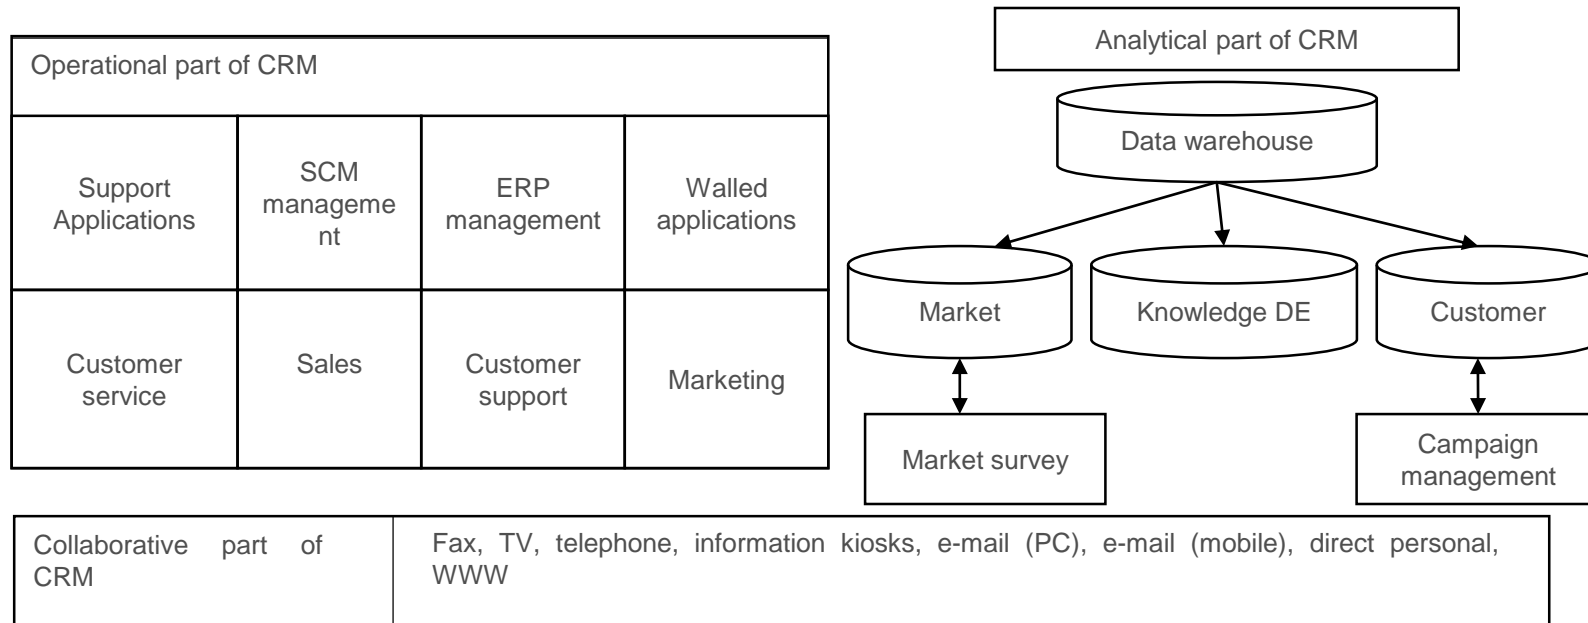 Operational part of CRM
Support
Applications
SCM
manageme
nt
ERP
management
Walled
applications
Customer
service
Sales
Customer
support
Marketing
Analytical part of CRM
Data warehouse
Market
Knowledge DE
Customer
Market survey
Campaign
management
Collaborative part of
CRM
Fax, TV, telephone, information kiosks, e-mail (PC), e-mail (mobile), direct personal,
WWW